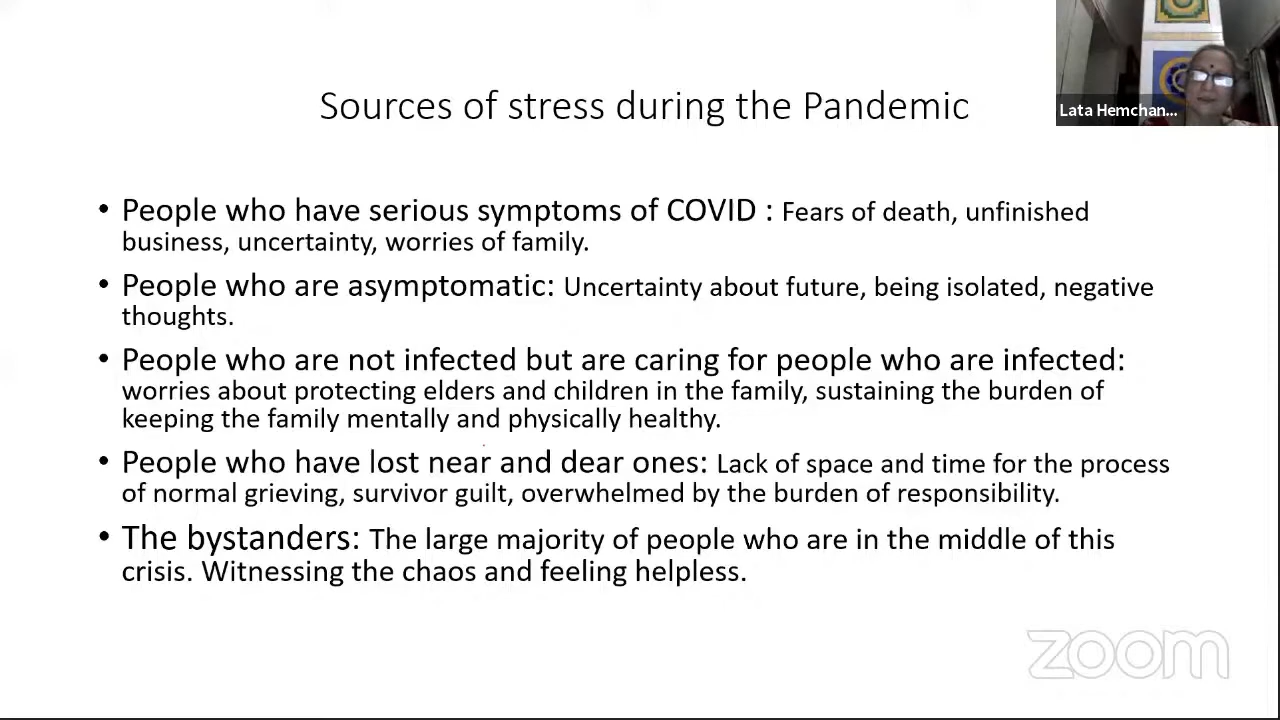 Sources of stress during the Pandemic
Lata Hemchan...
• People who have serious symptoms of COVID : Fears of death, unfinished
business, uncertainty, worries of family.
• People who are asymptomatic: Uncertainty about future, being isolated, negative
thoughts.
• People who are not infected but are caring for people who are infected:
worries about protecting elders and children in the family, sustaining the burden of
keeping the family mentally and physically healthy.
• People who have lost near and dear ones: Lack of space and time for the process
of normal grieving, survivor guilt, overwhelmed by the burden of responsibility.
• The bystanders: The large majority of people who are in the middle of this
crisis. Witnessing the chaos and feeling helpless.
zoom